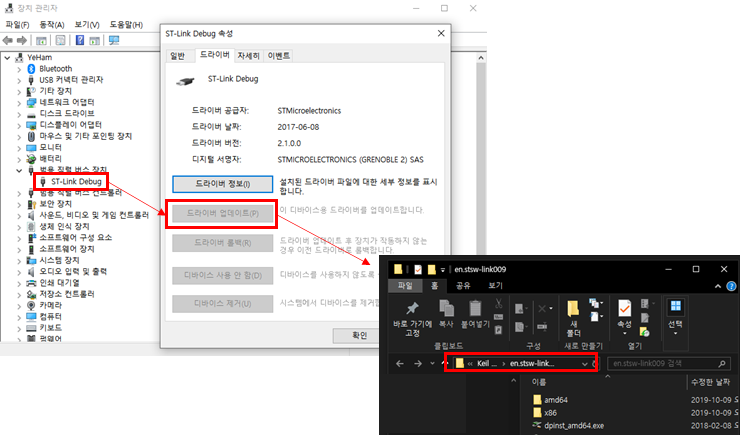 장치 관리자
파일(F) 동작(A) 보기(V) 도움말(H)
YeHam
Bluetooth
USB 커넥터 관리자
기타 장치
네트워크 어댑터
디스크 드라이브
디스플레이 어댑터
마우스 및 기타 포인팅 장치
모니터
배터리
범용 직렬 버스 장치
ST-Link Debug
범용 직렬 버스 컨트롤러
보안 장치
사운드, 비디오 및 게임 컨트롤러
생체 인식 장치
소프트웨어 구성 요소
소프트웨어 장치
시스템 장치
오디오 입력 및 출력
인쇄 대기열
저장소 컨트롤러
카메라
컴퓨터
키보드
펌웨어
ST-Link Debug 속성
일반 드라이버 자세히 이벤트
ST-Link Debug
드라이버 공급자: STMicroelectronics
드라이버 날짜: 2017-06-08
드라이버 버전: 2.1.0.0
디지털 서명자: STMICROELECTRONICS (GRENOBLE 2) SAS
드라이버 정보(I) 설치된 드라이버 파일에 대한 세부 정보를 표시
합니다.
드라이버 업데이트(P) 이 디바이스용 드라이버를 업데이트합니다.
드라이버 롤백(R) 드라이버 업데이트 후 장치가 작동하지 않는
경우 이전 드라이버로 롤백합니다.
디바이스 사용 안 함(D) 디바이스를 사용하지 않도록
디바이스 제거(U) 시스템에서 디바이스를 제거합
확인
en.stsw-link009
파일 홈 공유 보기
바로 가기에
고정
복사 붙여넣기
새
폴더
속성
선택
클립보드 구성 새로 만들기 열기
« Keil ... › en.stsw-link...
en.stsw-link009 검색
이름 수정한 날짜
amd64 2019-10-09 오
x86 2019-10-09 오
dpinst_amd64.exe 2018-02-08 오